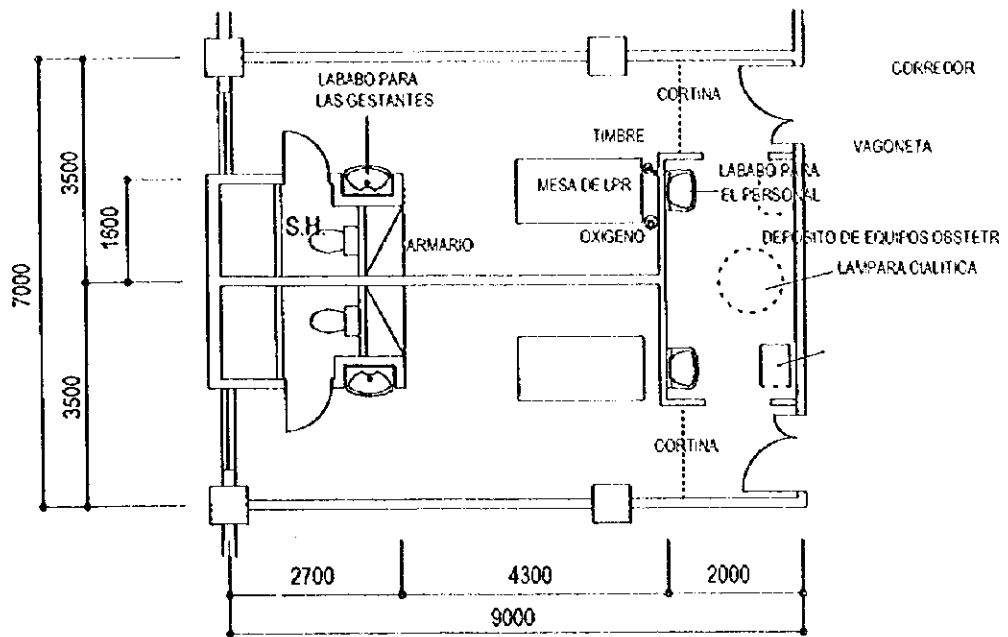 LABABO PARA
LAS GESTANTES
CORTINA
CORREDOR
TIMBRE
VAGONETA
MESA DE LPR
LABABO PARA
EL PERSONAL
S.H.
ARMARIO
OXIGENO
DEPOSITO DE EQUIPOS OBSTETR
LAMPARA CIALITICA
CORTINA
7000
3500
1600
3500
2700
4300
2000
9000